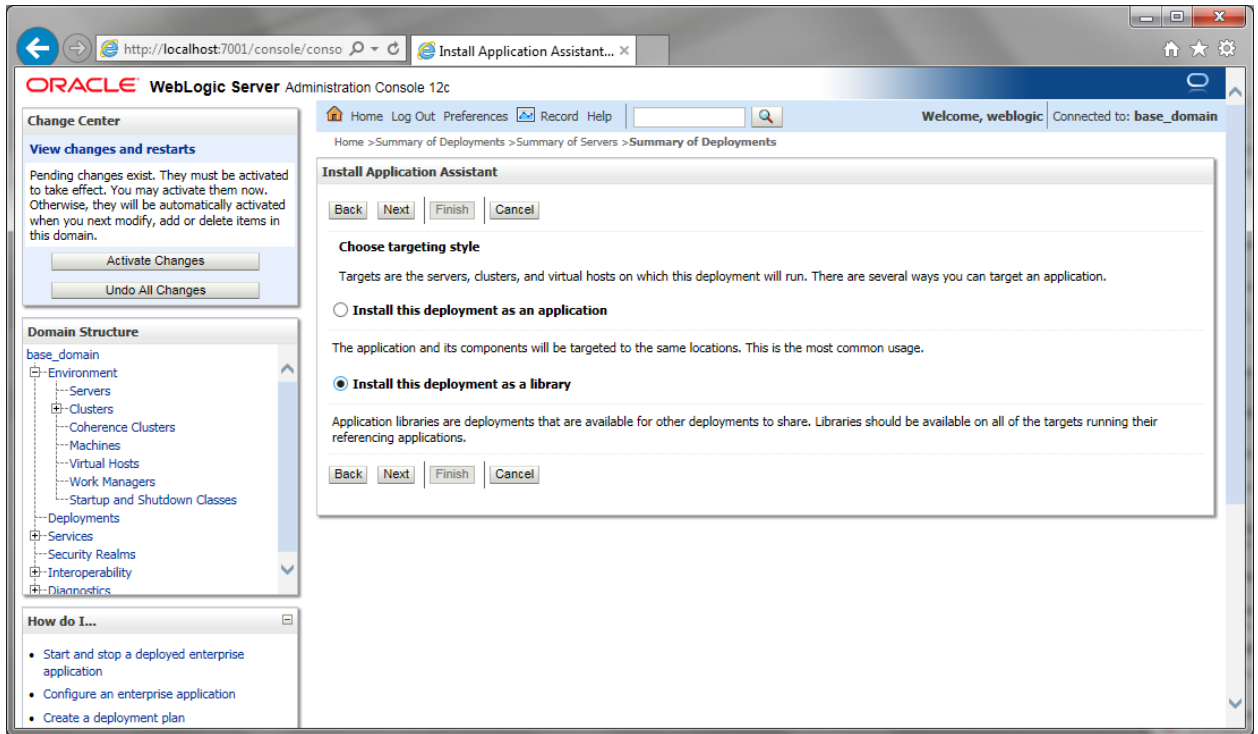 http://localhost:7001/console/conso
Install Application Assistant...
ORACLE WebLogic Server Administration Console 12c
Change Center
View changes and restarts
Pending changes exist. They must be activated
to take effect. You may activate them now.
Otherwise, they will be automatically activated
when you next modify, add or delete items in
this domain.
Activate Changes
Undo All Changes
Domain Structure
base_domain
Environment
Servers
Clusters
Coherence Clusters
Machines
Virtual Hosts
Work Managers
Startup and Shutdown Classes
Deployments
Services
Security Realms
Interoperability
Diagnostics
How do I...
Start and stop a deployed enterprise
application
Configure an enterprise application
Create a deployment plan
Home Log Out Preferences Record Help
Welcome, weblogic Connected to: base_domain
Home >Summary of Deployments >Summary of Servers >Summary of Deployments
Install Application Assistant
Back Next Finish Cancel
Choose targeting style
Targets are the servers, clusters, and virtual hosts on which this deployment will run. There are several ways you can target an application.
Install this deployment as an application
The application and its components will be targeted to the same locations. This is the most common usage.
Install this deployment as a library
Application libraries are deployments that are available for other deployments to share. Libraries should be available on all of the targets running their
referencing applications.
Back Next Finish Cancel